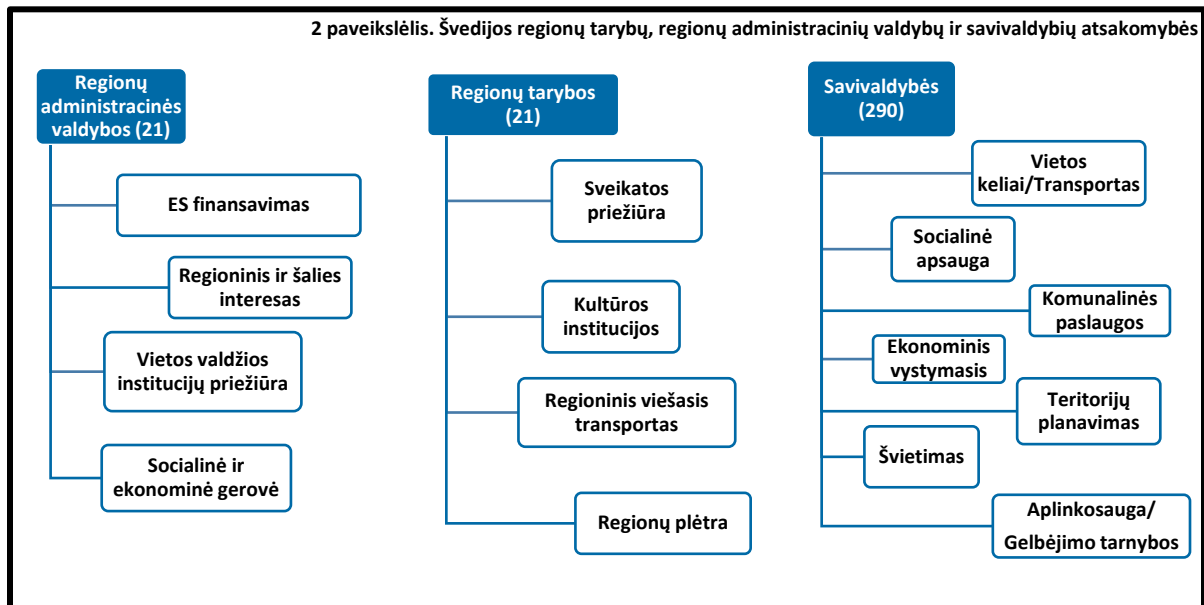 2 paveikslėlis. Švedijos regionų tarybų, regionų administracinių valdybų ir savivaldybių atsakomybės
Regionų
administracinės
valdybos (21)
ES finansavimas
Regioninis ir šalies
interesas
Vietos valdžios
institucijų priežiūra
Socialinė ir
ekonominė gerovė
Regionų tarybos
(21)
Sveikatos
priežiūra
Kultūros
institucijos
Regioninis viešasis
transportas
Regionų plėtra
Savivaldybės
(290)
Vietos
keliai/Transportas
Socialinė
apsauga
Komunalinės
paslaugos
Ekonominis
vystymasis
Teritorijų
planavimas
Švietimas
Aplinkosauga/
Gelbėjimo tarnybos